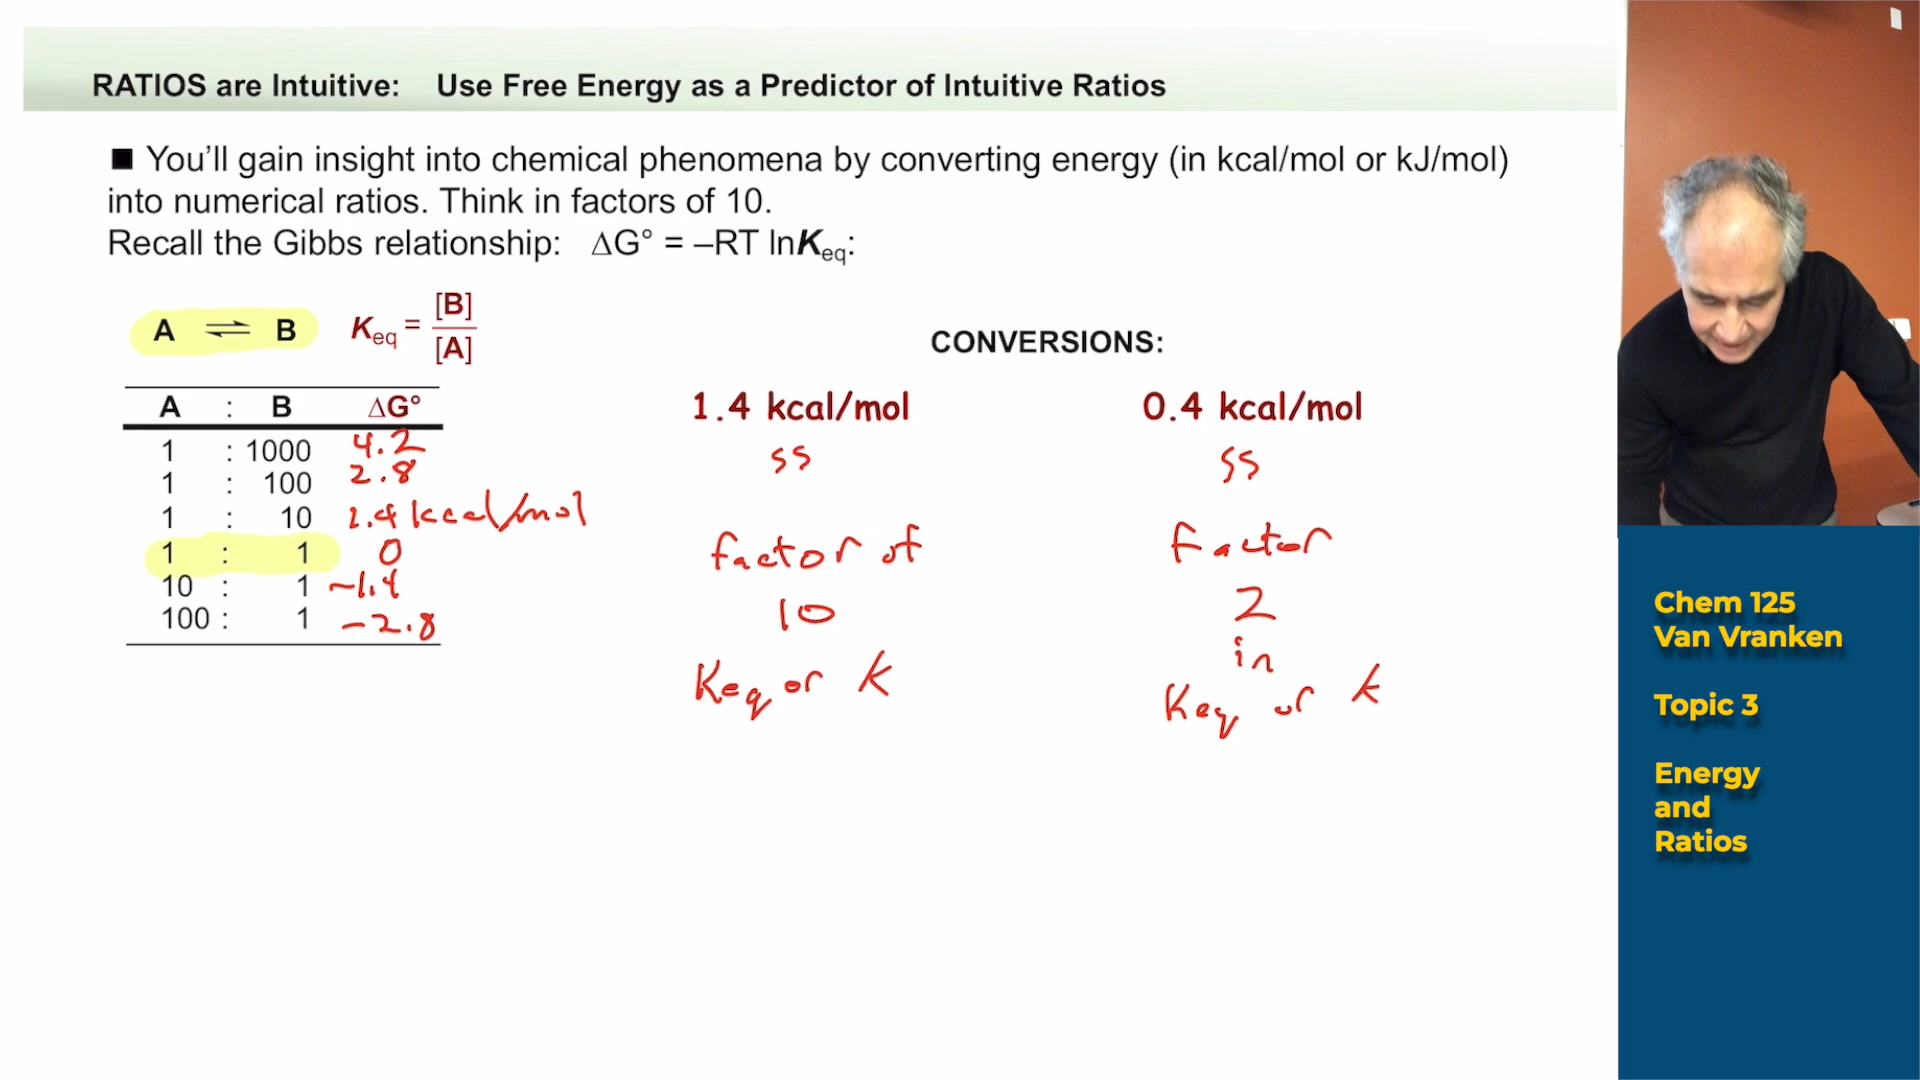 RATIOS are Intuitive: Use Free Energy as a Predictor of Intuitive Ratios
■ You'll gain insight into chemical phenomena by converting energy (in kcal/mol or kJ/mol)
into numerical ratios. Think in factors of 10.
Recall the Gibbs relationship: ΔG° = –RT lnKeq:
A ⇌ B Keq = [B] / [A]
A : B ΔG°
1 : 1000 4.2
1 : 100 2.8
1 : 10 1.4 kcal/mol
1 : 1 0
10 : 1 -1.4
100 : 1 -2.8
CONVERSIONS:
1.4 kcal/mol
SS
factor of
10
Keq or k
0.4 kcal/mol
SS
Factor
2
in
Keq or k
Chem 125
Van Vranken
Topic 3
Energy
and
Ratios